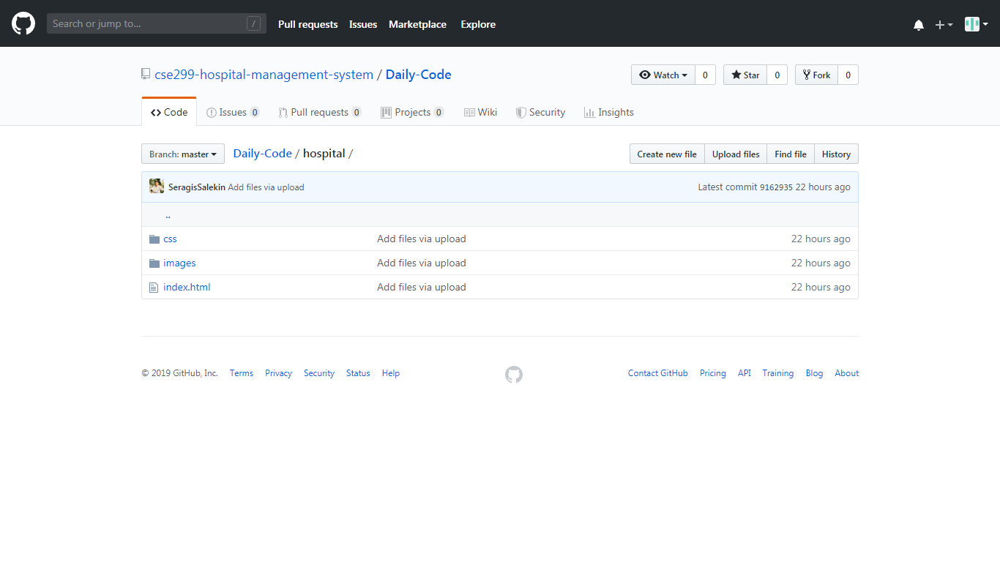 Search or jump to... / Pull requests Issues Marketplace Explore
cse299-hospital-management-system / Daily-Code Watch 0 Star 0 Fork 0
Code Issues 0 Pull requests 0 Projects 0 Wiki Security Insights
Branch: master Daily-Code / hospital / Create new file Upload files Find file History
SeragisSalekin Add files via upload Latest commit 9162935 22 hours ago
..
css Add files via upload 22 hours ago
images Add files via upload 22 hours ago
index.html Add files via upload 22 hours ago
© 2019 GitHub, Inc. Terms Privacy Security Status Help Contact GitHub Pricing API Training Blog About